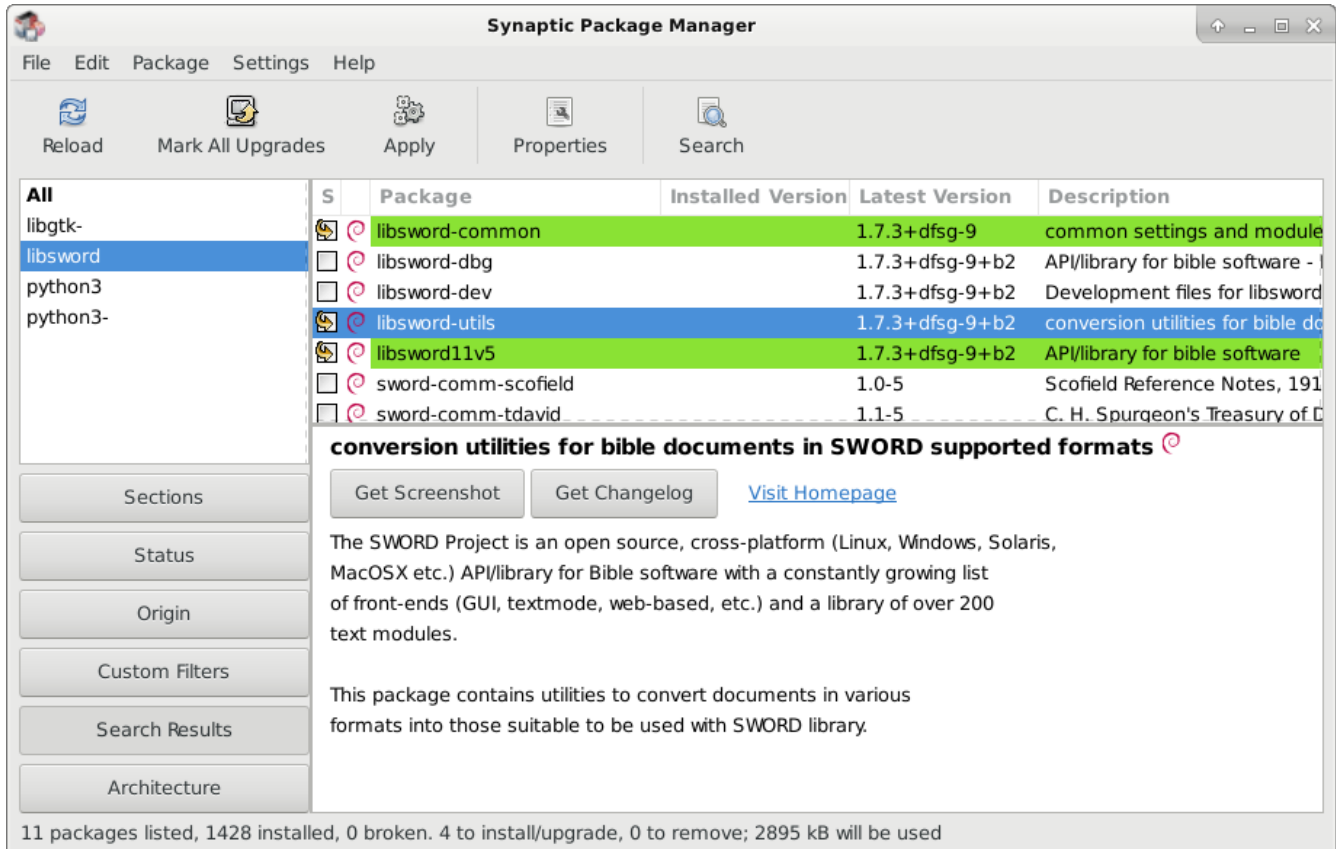 Synaptic Package Manager
File Edit Package Settings Help
Reload Mark All Upgrades Apply Properties Search
All
libgtk-
libsword
python3
python3-
S Package Installed Version Latest Version Description
libsword-common 1.7.3+dfsg-9 common settings and module
libsword-dbg 1.7.3+dfsg-9+b2 API/library for bible software -
libsword-dev 1.7.3+dfsg-9+b2 Development files for libsword
libsword-utils 1.7.3+dfsg-9+b2 conversion utilities for bible do
libsword11v5 1.7.3+dfsg-9+b2 API/library for bible software
sword-comm-scofield 1.0-5 Scofield Reference Notes, 191
sword-comm-tdavid 1.1-5 C. H. Spurgeon's Treasury of D
conversion utilities for bible documents in SWORD supported formats
Get Screenshot Get Changelog Visit Homepage
The SWORD Project is an open source, cross-platform (Linux, Windows, Solaris,
MacOSX etc.) API/library for Bible software with a constantly growing list
of front-ends (GUI, textmode, web-based, etc.) and a library of over 200
text modules.
This package contains utilities to convert documents in various
formats into those suitable to be used with SWORD library.
Sections
Status
Origin
Custom Filters
Search Results
Architecture
11 packages listed, 1428 installed, 0 broken. 4 to install/upgrade, 0 to remove; 2895 kB will be used